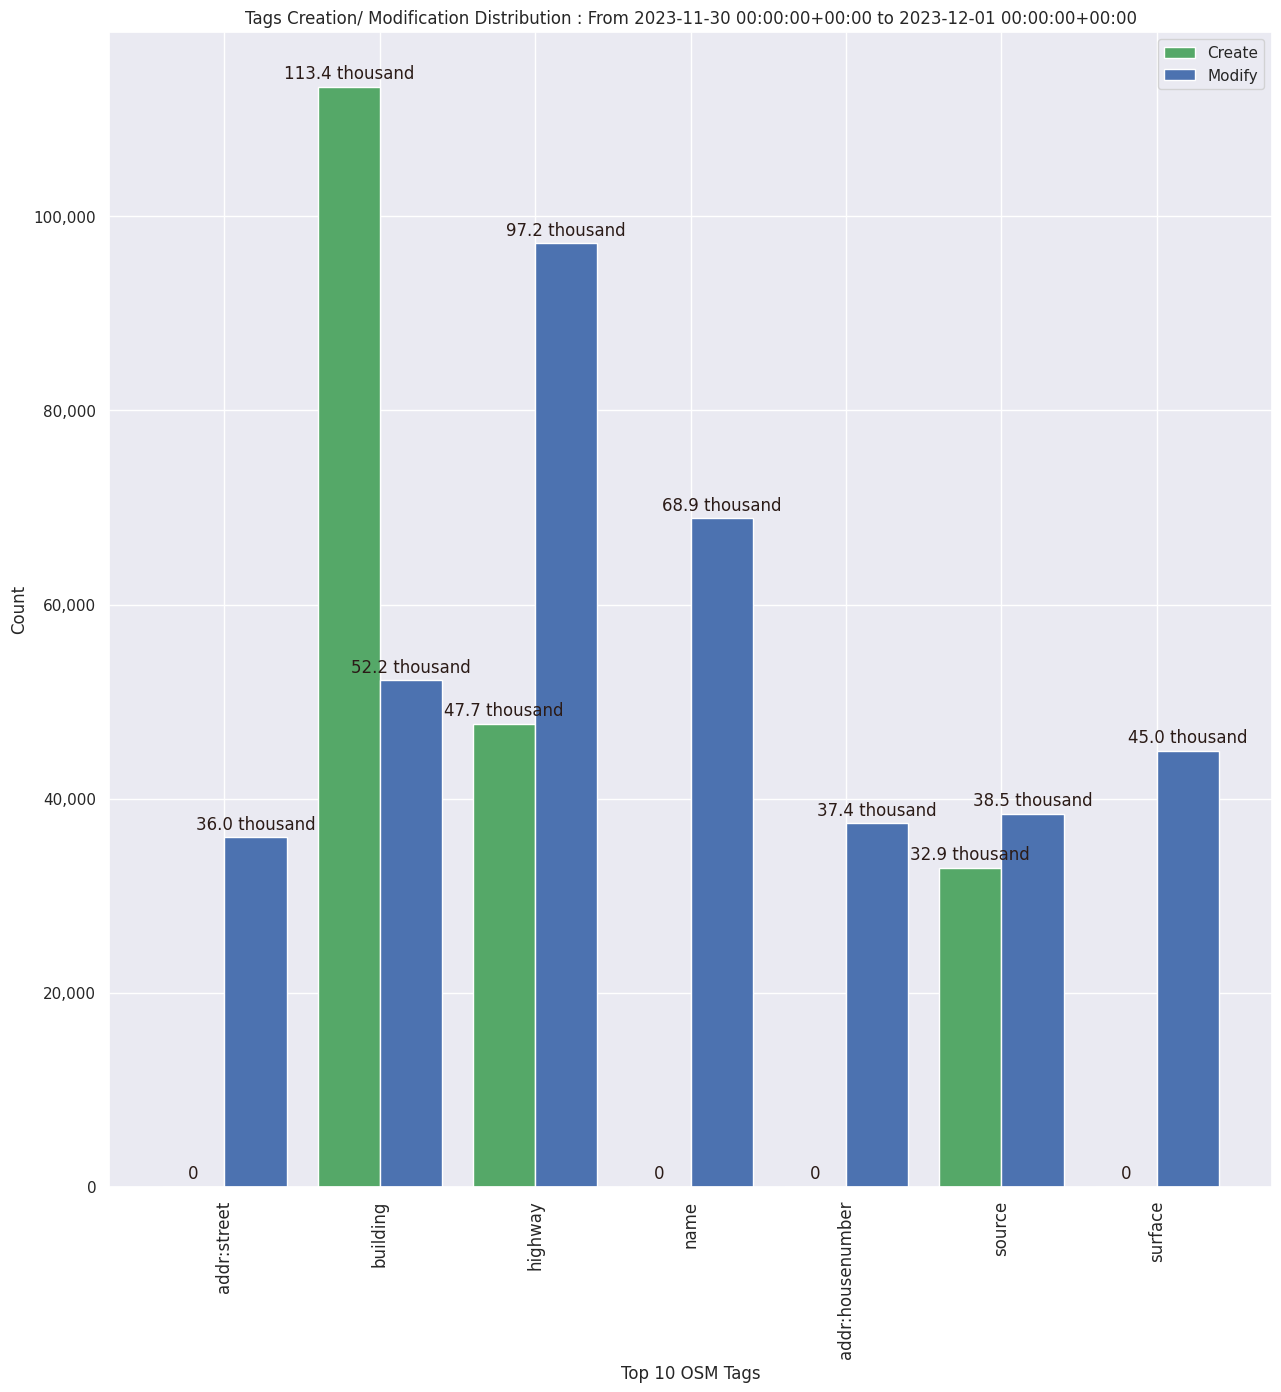 Tags Creation/ Modification Distribution : From 2023-11-30 00:00:00+00:00 to 2023-12-01 00:00:00+00:00
Create
Modify
113.4 thousand
97.2 thousand
68.9 thousand
52.2 thousand
47.7 thousand
45.0 thousand
36.0 thousand
37.4 thousand
38.5 thousand
32.9 thousand
0
0
0
0
100,000
80,000
60,000
40,000
20,000
0
Count
addr:street
building
highway
name
addr:housenumber
source
surface
Top 10 OSM Tags